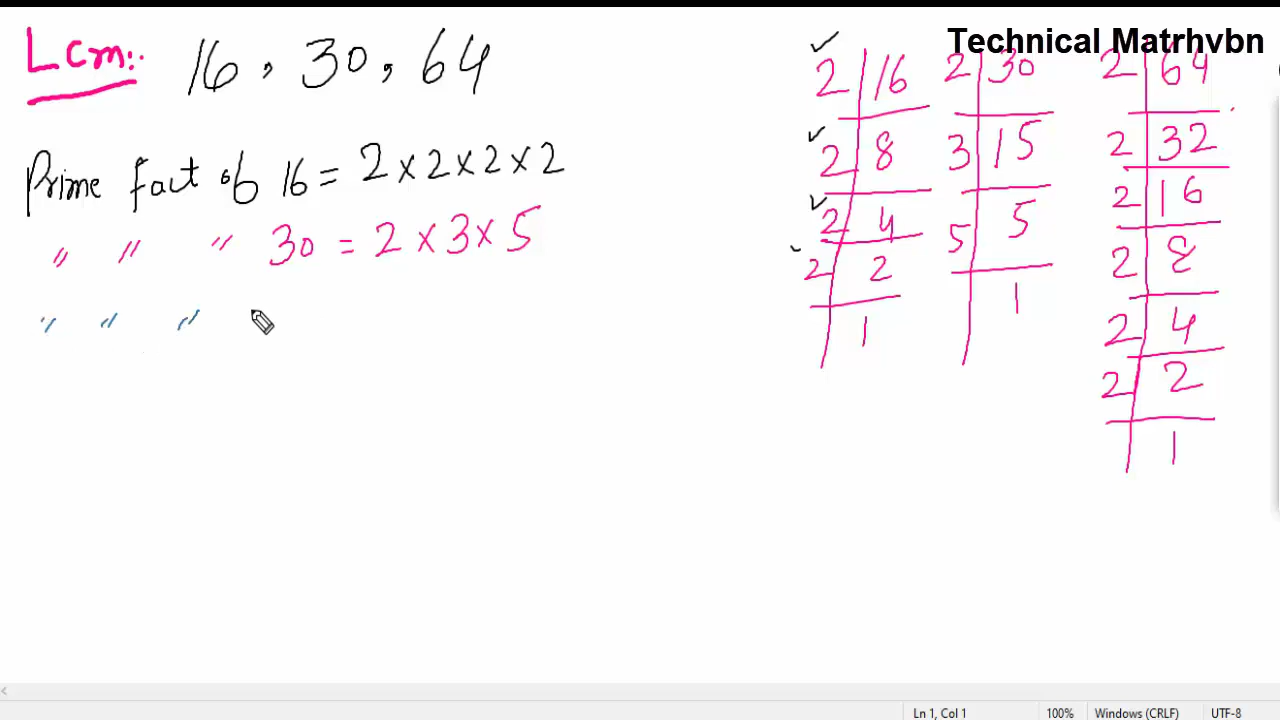 Technical Matrhvbn
Lcm:- 16, 30, 64
Prime fact of 16 = 2 × 2 × 2 × 2
" " " 30 = 2 × 3 × 5
" " "
2 | 16
2 | 8
2 | 4
2 | 2
1
2 | 30
3 | 15
5 | 5
1
2 | 64
2 | 32
2 | 16
2 | 8
2 | 4
2 | 2
1
Ln 1, Col 1 100% Windows (CRLF) UTF-8